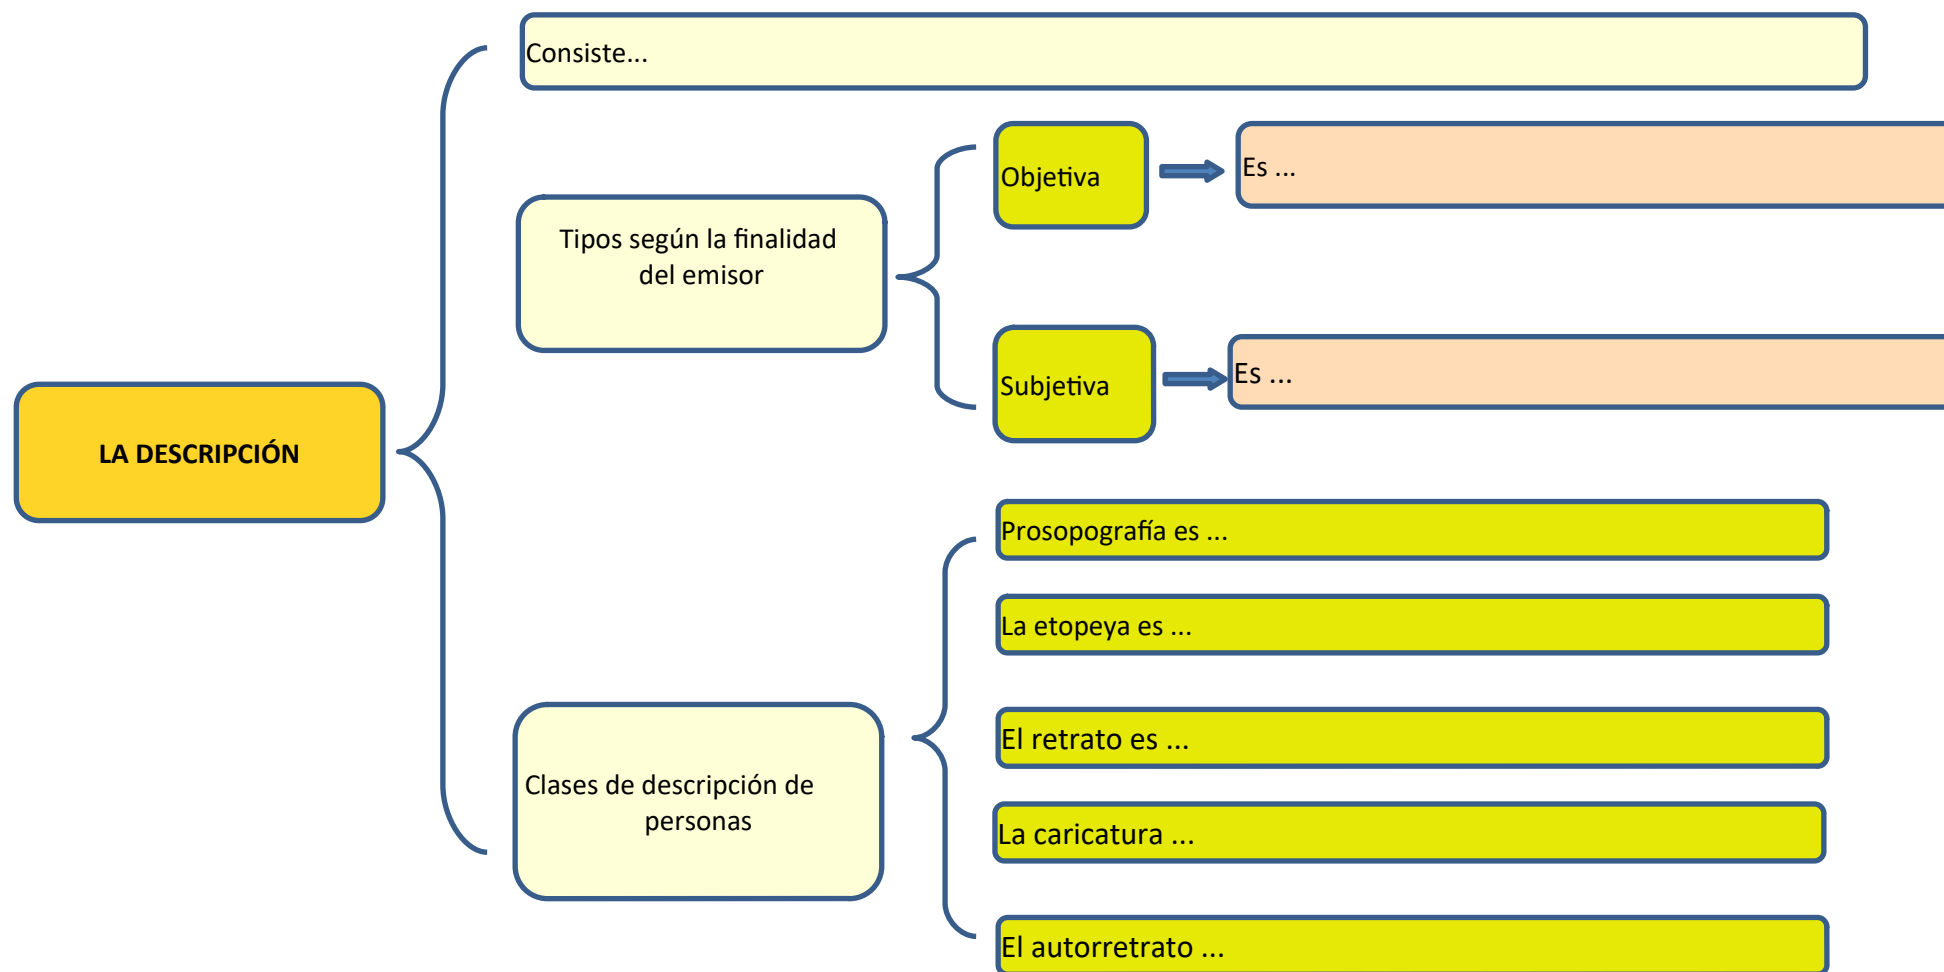 Consiste...
Objetiva
Es ...
Tipos según la finalidad
del emisor
Subjetiva
Es ...
LA DESCRIPCIÓN
Prosopografía es ...
La etopeya es ...
El retrato es ...
Clases de descripción de
personas
La caricatura ...
El autorretrato ...